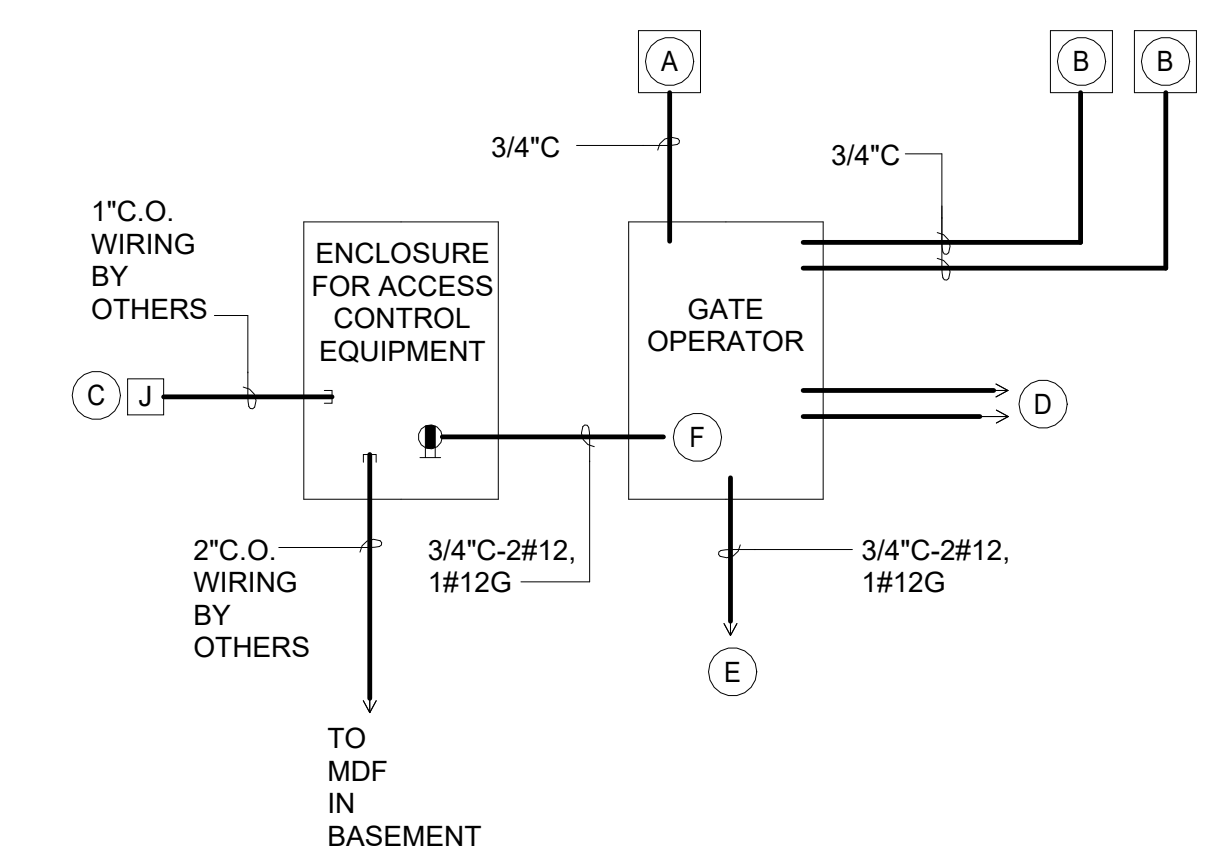 A
B
B
3/4"C
3/4"C
1"C.O.
WIRING
BY
OTHERS
ENCLOSURE
FOR ACCESS
CONTROL
EQUIPMENT
GATE
OPERATOR
C
J
D
F
2"C.O.
WIRING
BY
OTHERS
3/4"C-2#12,
1#12G
3/4"C-2#12,
1#12G
E
TO
MDF
IN
BASEMENT